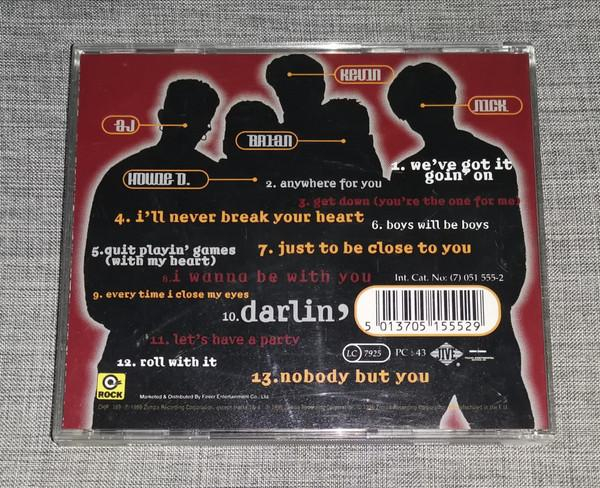 KEVIN
NICK
AJ
BRIAN
HOWIE D.
1. we've got it
goin' on
2. anywhere for you
3. get down (you're the one for me)
4. i'll never break your heart
6. boys will be boys
5. quit playin' games
(with my heart)
7. just to be close to you
8. i wanna be with you
Int. Cat. No: (7) 051 555-2
9. every time i close my eyes
10. darlin'
5 013705 155529
11. let's have a party
LC 7925
PC : 43
JIVE
12. roll with it
13. nobody but you
ROCK
Marketed & Distributed By Forer Entertainment Co., Ltd.